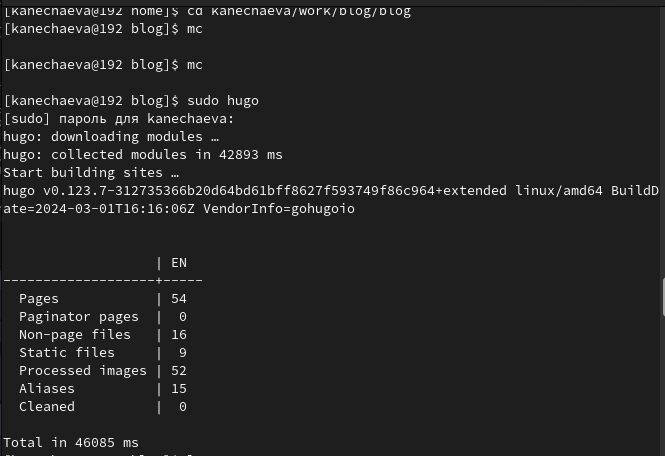 [kanechaeva@192 home]$ cd kanechaeva/work/blog/blog
[kanechaeva@192 blog]$ mc
[kanechaeva@192 blog]$ mc
[kanechaeva@192 blog]$ sudo hugo
[sudo] пароль для kanechaeva:
hugo: downloading modules …
hugo: collected modules in 42893 ms
Start building sites …
hugo v0.123.7-312735366b20d64bd61bff8627f593749f86c964+extended linux/amd64 BuildD
ate=2024-03-01T16:16:06Z VendorInfo=gohugoio
                   | EN
-------------------+-----
  Pages            | 54
  Paginator pages  |  0
  Non-page files   | 16
  Static files     |  9
  Processed images | 52
  Aliases          | 15
  Cleaned          |  0
Total in 46085 ms